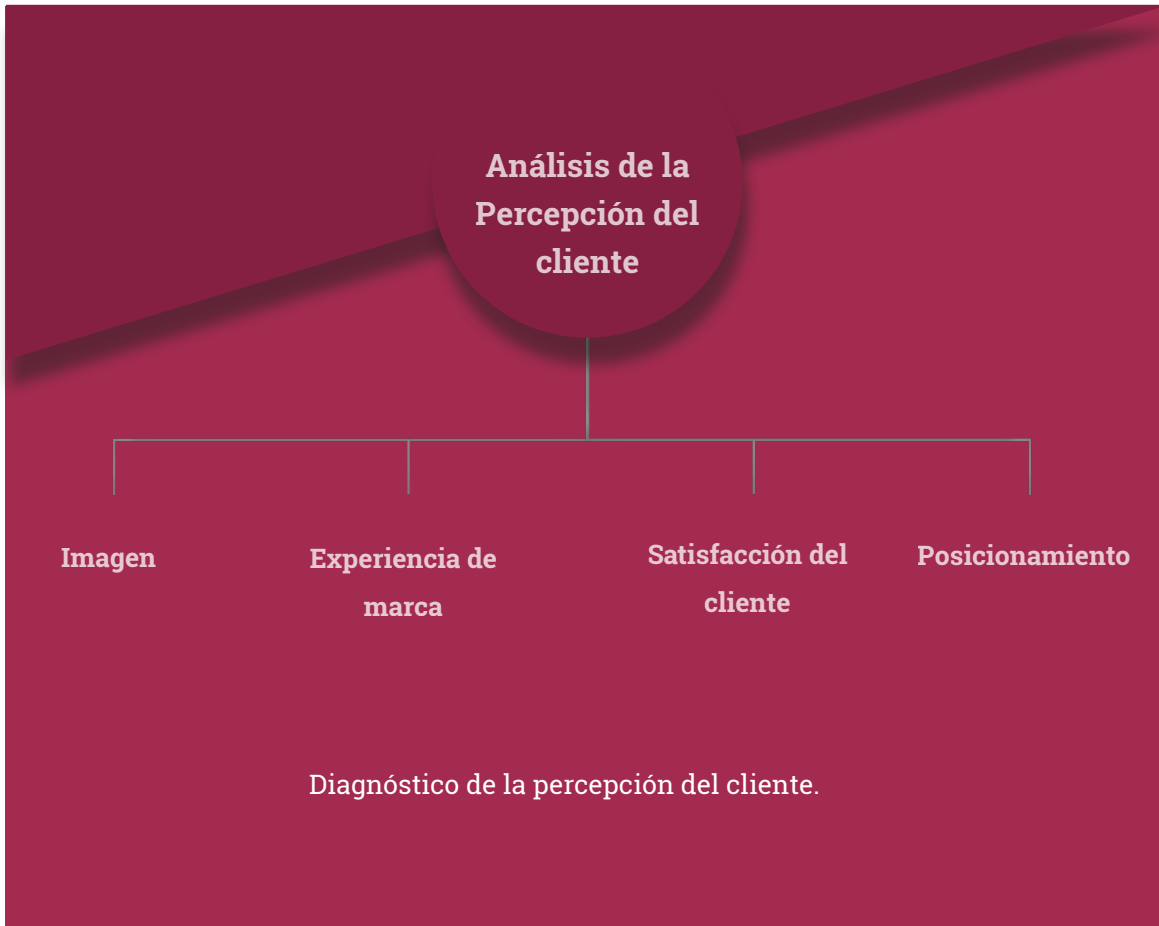 Análisis de la
Percepción del
cliente
Imagen
Experiencia de
marca
Satisfacción del
cliente
Posicionamiento
Diagnóstico de la percepción del cliente.